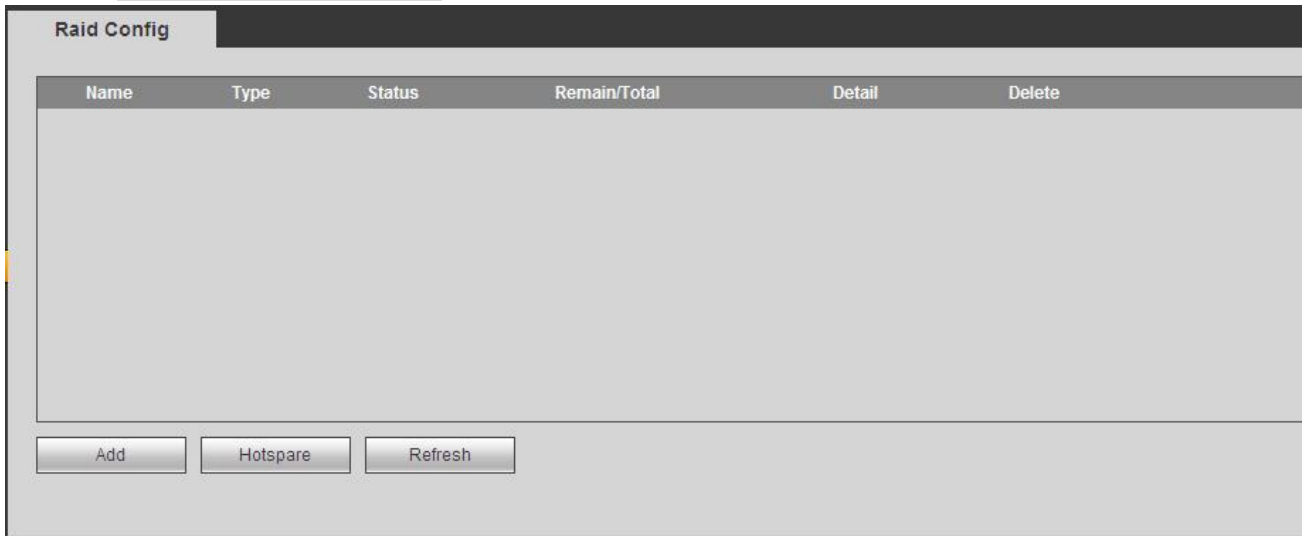 Raid Config
Name Type Status Remain/Total Detail Delete
Add Hotspare Refresh